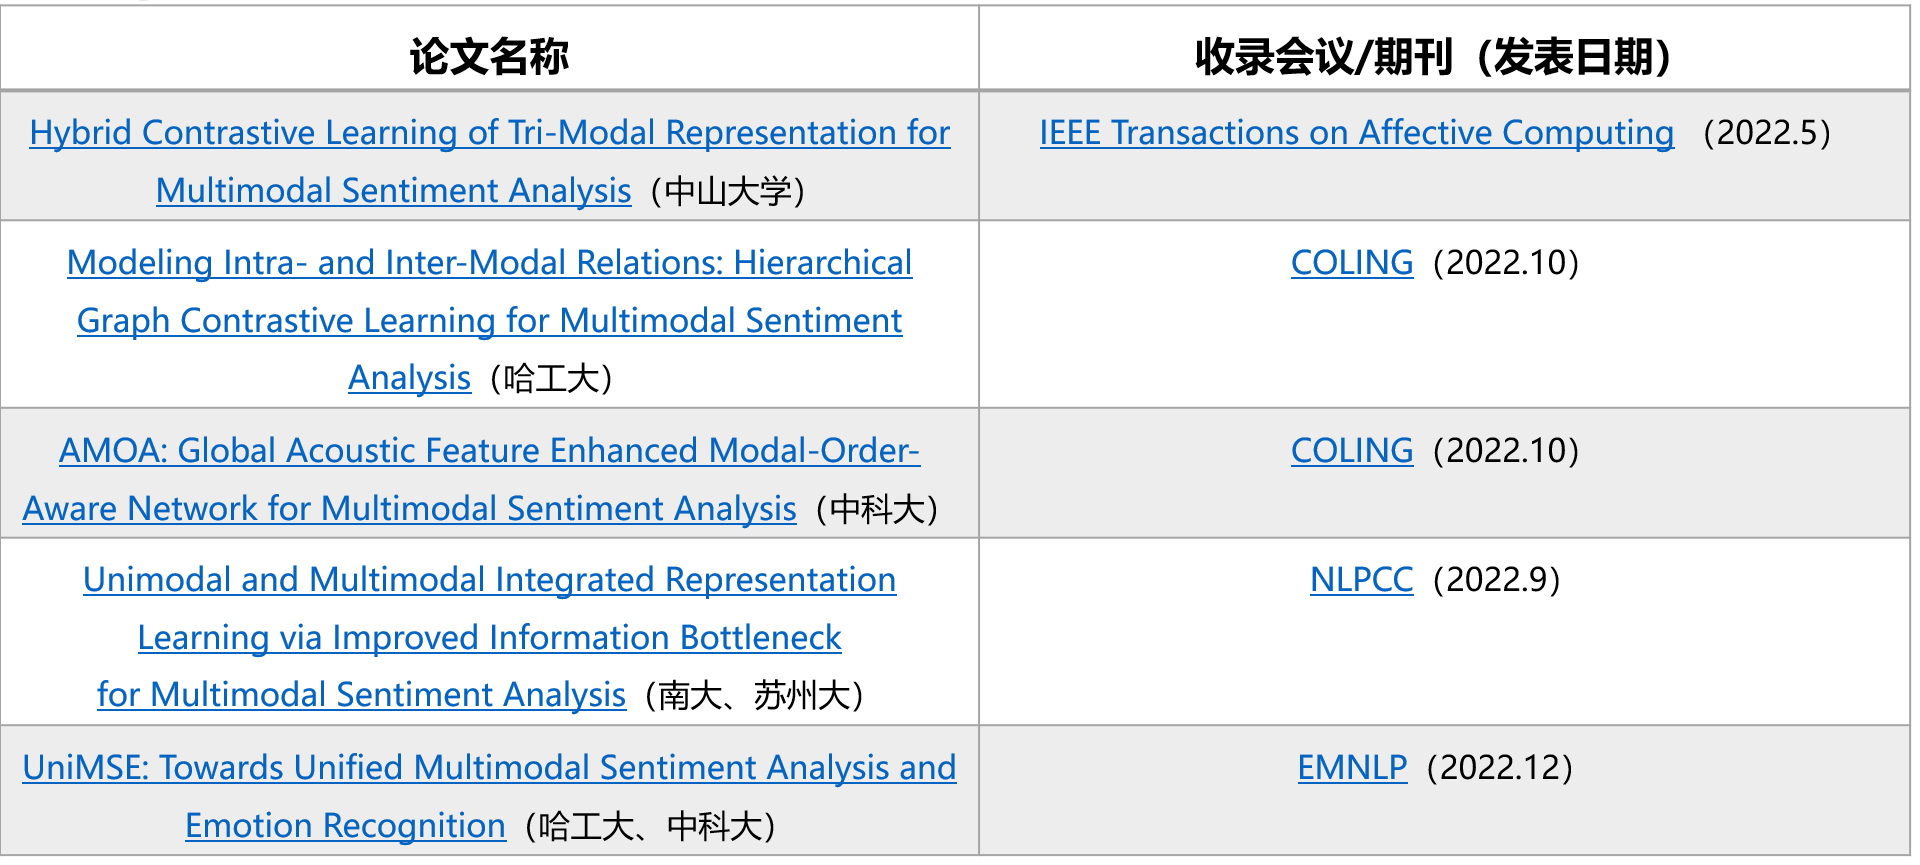 论文名称
收录会议/期刊（发表日期）
Hybrid Contrastive Learning of Tri-Modal Representation for
Multimodal Sentiment Analysis（中山大学）
IEEE Transactions on Affective Computing （2022.5）
Modeling Intra- and Inter-Modal Relations: Hierarchical
Graph Contrastive Learning for Multimodal Sentiment
Analysis（哈工大）
COLING（2022.10）
AMOA: Global Acoustic Feature Enhanced Modal-Order-
Aware Network for Multimodal Sentiment Analysis（中科大）
COLING（2022.10）
Unimodal and Multimodal Integrated Representation
Learning via Improved Information Bottleneck
for Multimodal Sentiment Analysis（南大、苏州大）
NLPCC（2022.9）
UniMSE: Towards Unified Multimodal Sentiment Analysis and
Emotion Recognition（哈工大、中科大）
EMNLP（2022.12）